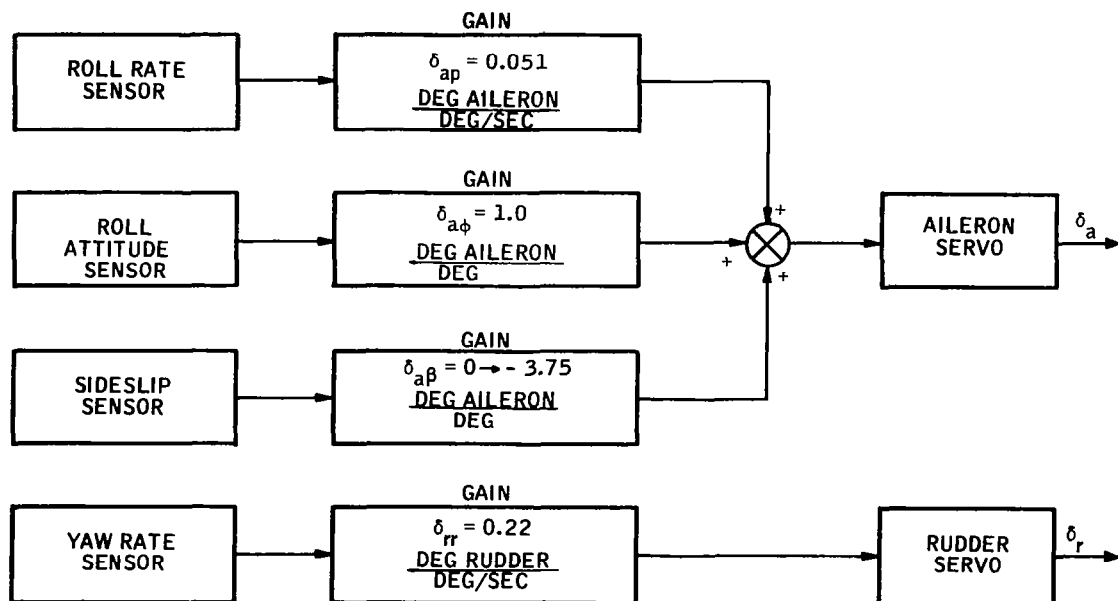 GAIN
ROLL RATE
SENSOR
δap = 0.051
DEG AILERON
DEG/SEC
+
GAIN
ROLL
ATTITUDE
SENSOR
δaϕ = 1.0
DEG AILERON
DEG
+
+
AILERON
SERVO
δa
GAIN
SIDESLIP
SENSOR
δaβ = 0 → - 3.75
DEG AILERON
DEG
GAIN
YAW RATE
SENSOR
δrr = 0.22
DEG RUDDER
DEG/SEC
RUDDER
SERVO
δr